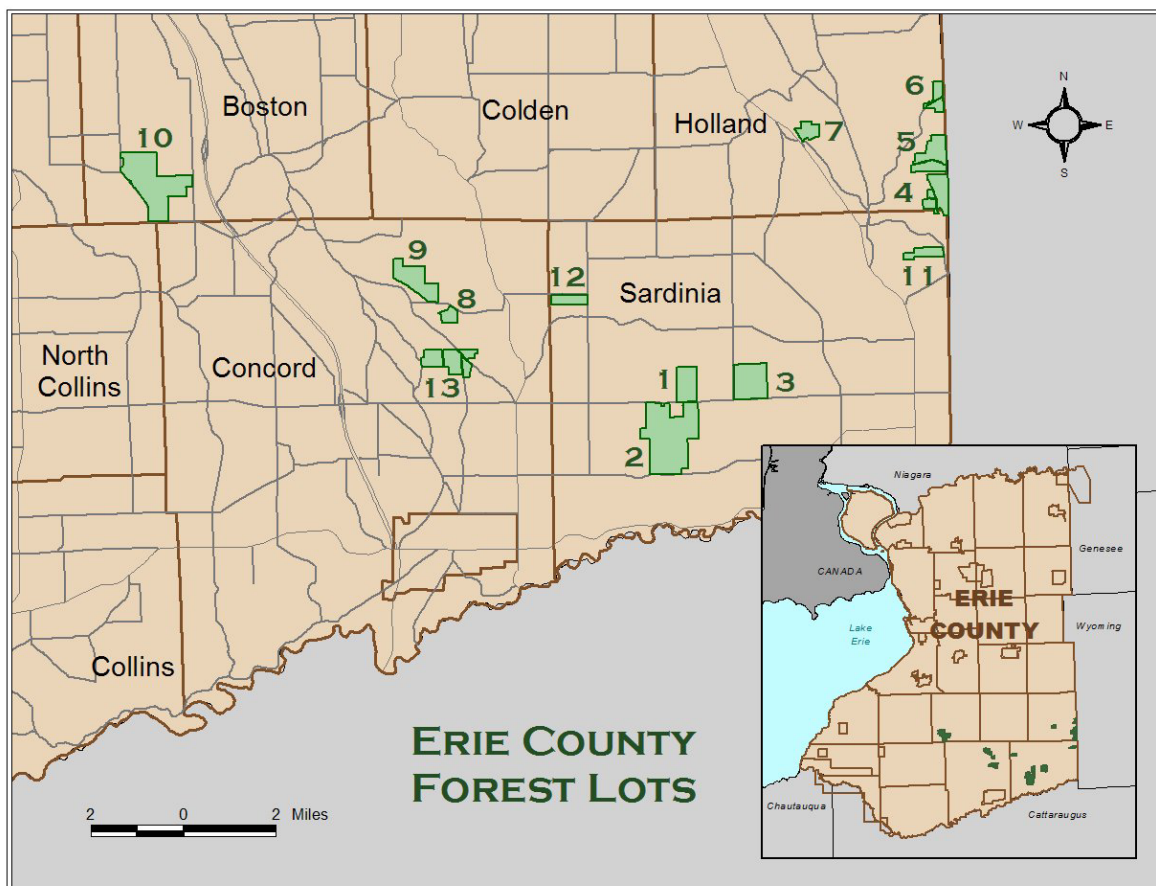 Boston
Colden
Holland
6
7
5
10
4
9
8
12
11
Sardinia
North
Collins
Concord
13
1
3
2
Collins
N
W E
S
ERIE COUNTY
FOREST LOTS
2 0 2 Miles
Niagara
Genesee
CANADA
ERIE
COUNTY
Wyoming
Lake
Erie
Chautauqua
Cattaraugus